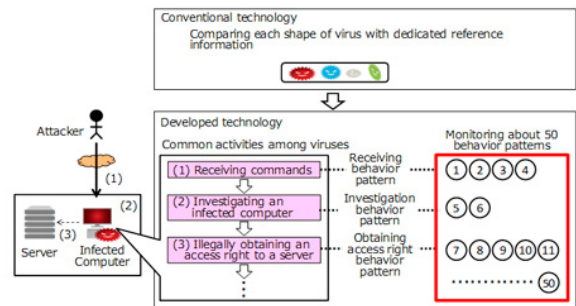 Conventional technology
Comparing each shape of virus with dedicated reference
information
Developed technology
Common activities among viruses
Monitoring about 50
behavior patterns
Attacker
(1)
(2)
(3)
Server
Infected
Computer
(1) Receiving commands
Receiving
behavior
pattern
1 2 3 4
(2) Investigating an
infected computer
Investigation
behavior
pattern
5 6
(3) Illegally obtaining an
access right to a server
Obtaining
access right
behavior
pattern
7 8 9 10 11
50